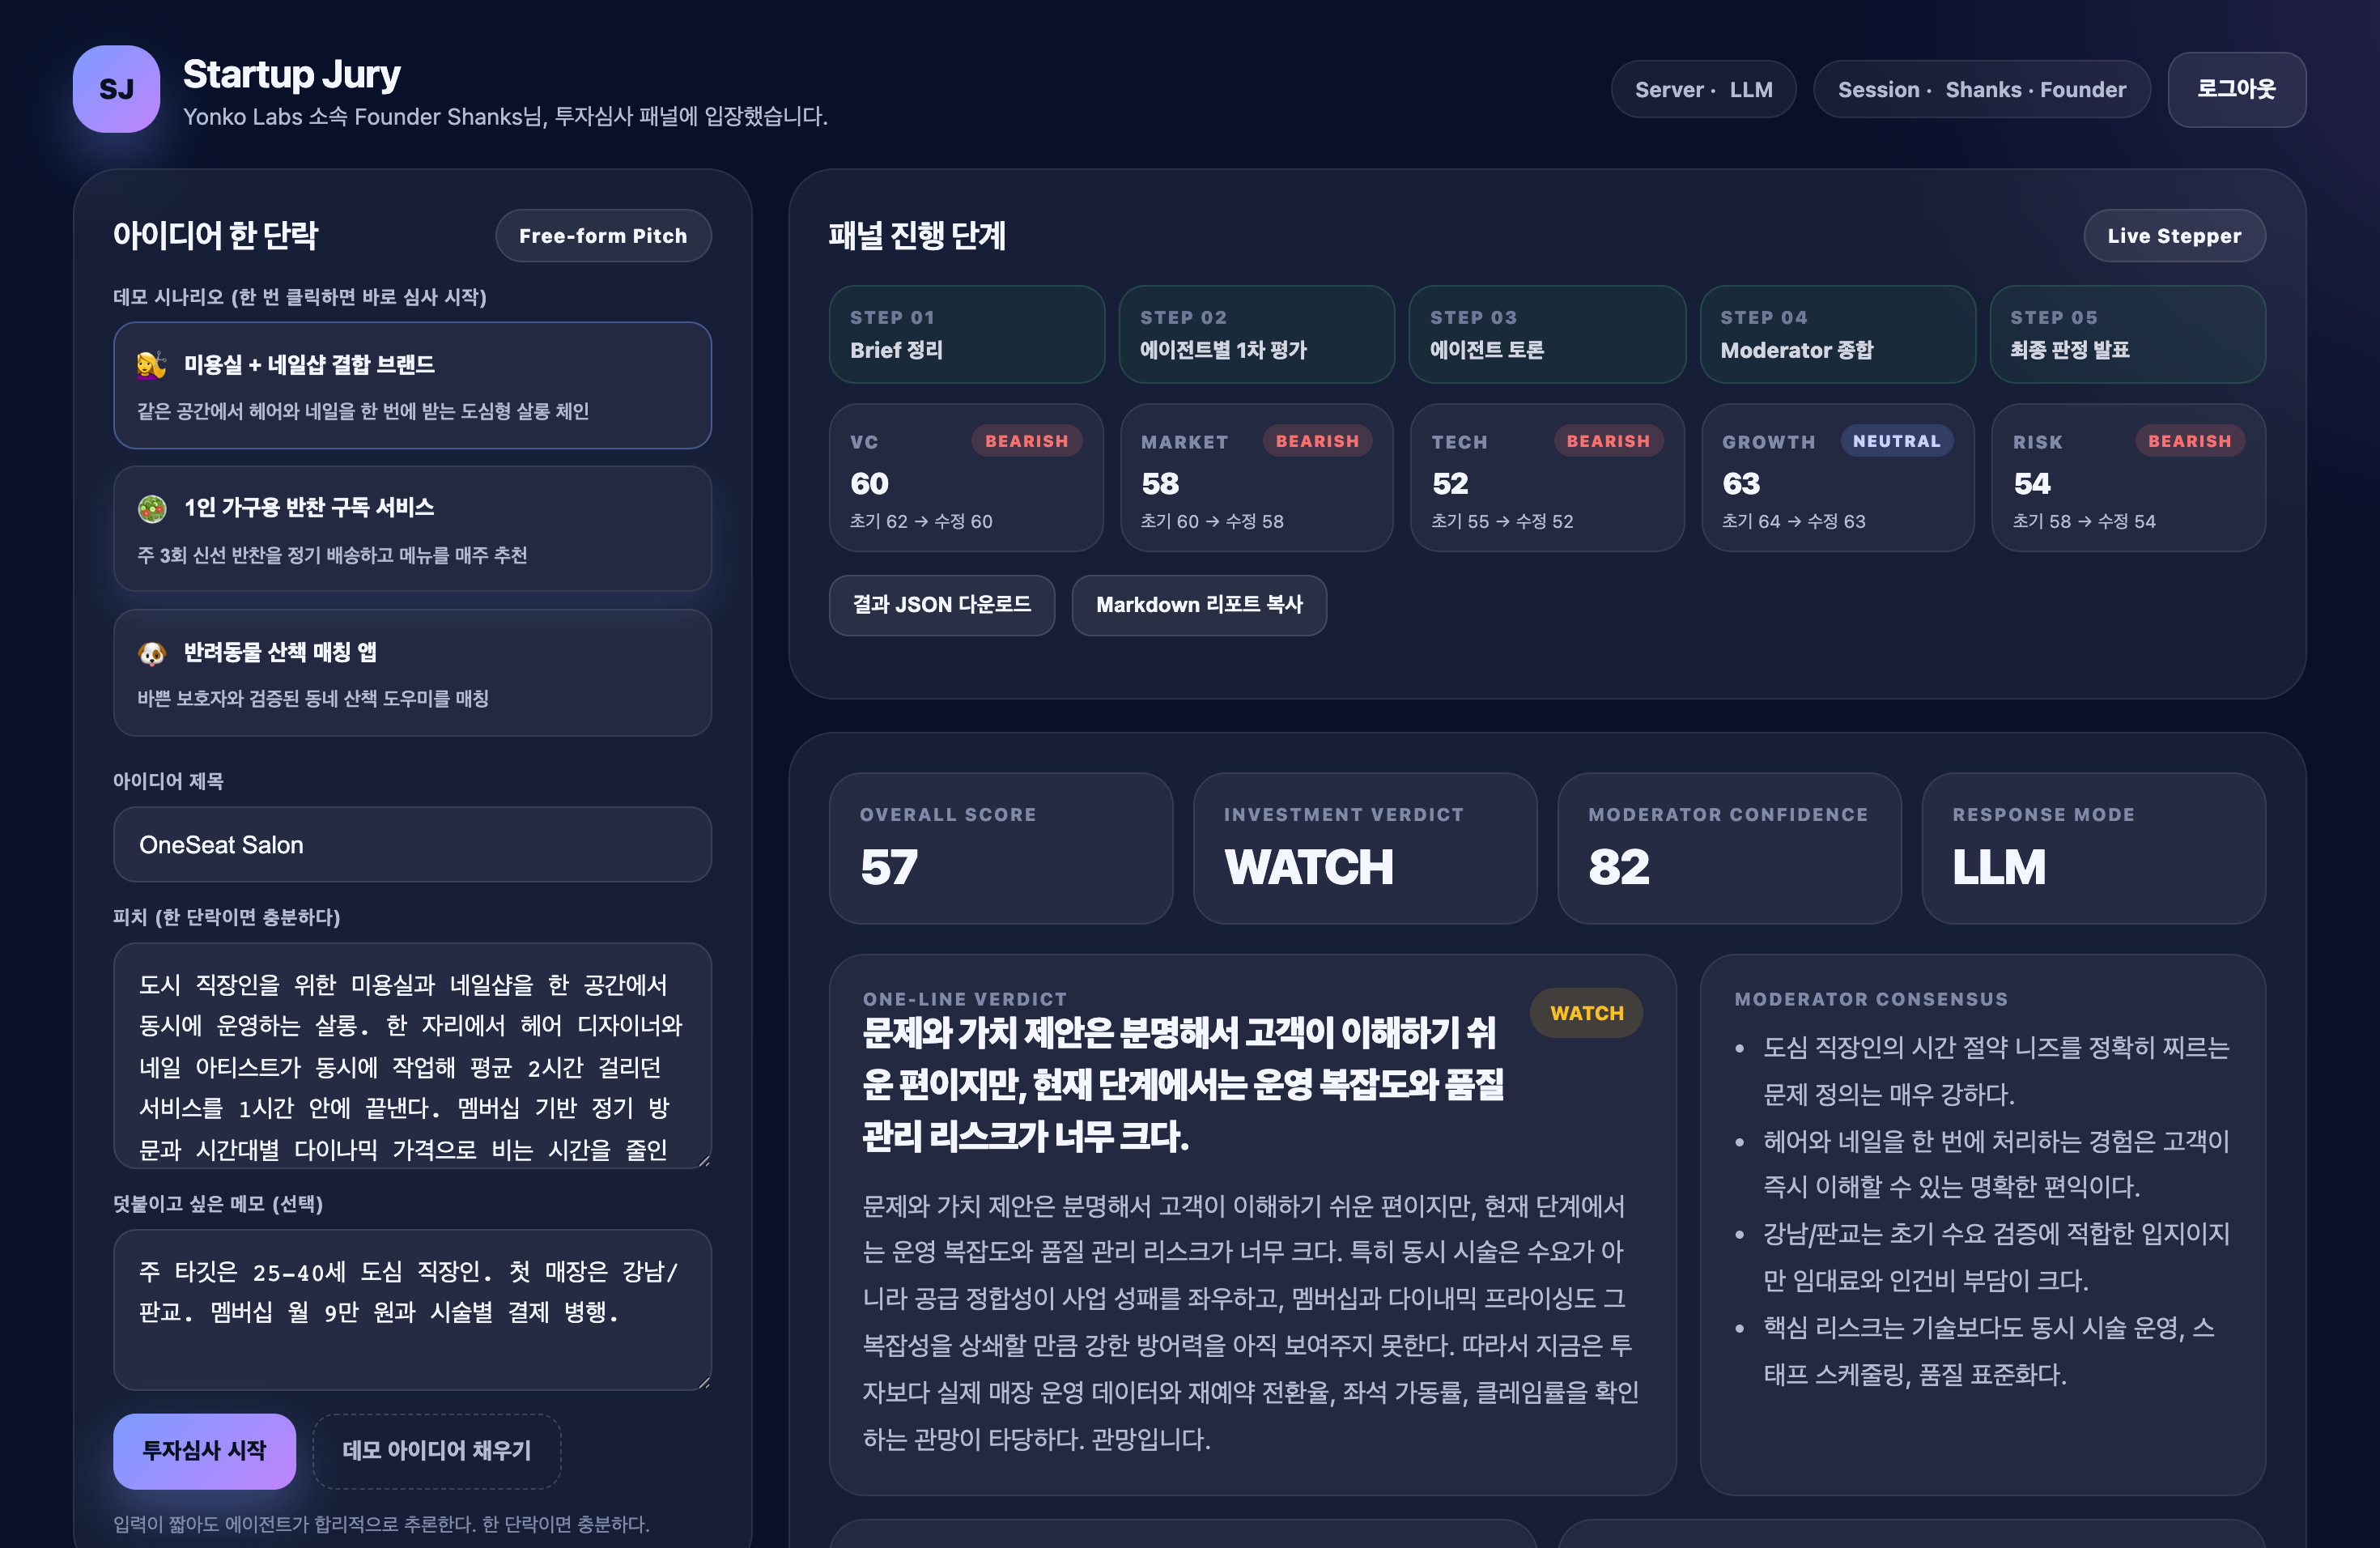 SJ
Startup Jury
Yonko Labs 소속 Founder Shanks님, 투자심사 패널에 입장했습니다.
Server · LLM
Session · Shanks · Founder
로그아웃
아이디어 한 단락
Free-form Pitch
데모 시나리오 (한 번 클릭하면 바로 심사 시작)
미용실 + 네일샵 결합 브랜드
같은 공간에서 헤어와 네일을 한 번에 받는 도심형 살롱 체인
1인 가구용 반찬 구독 서비스
주 3회 신선 반찬을 정기 배송하고 메뉴를 매주 추천
반려동물 산책 매칭 앱
바쁜 보호자와 검증된 동네 산책 도우미를 매칭
아이디어 제목
OneSeat Salon
피치 (한 단락이면 충분하다)
도시 직장인을 위한 미용실과 네일샵을 한 공간에서
동시에 운영하는 살롱. 한 자리에서 헤어 디자이너와
네일 아티스트가 동시에 작업해 평균 2시간 걸리던
서비스를 1시간 안에 끝낸다. 멤버십 기반 정기 방
문과 시간대별 다이나믹 가격으로 비는 시간을 줄인
덧붙이고 싶은 메모 (선택)
주 타깃은 25-40세 도심 직장인. 첫 매장은 강남/
판교. 멤버십 월 9만 원과 시술별 결제 병행.
투자심사 시작
데모 아이디어 채우기
입력이 짧아도 에이전트가 합리적으로 추론한다. 한 단락이면 충분하다.
패널 진행 단계
Live Stepper
STEP 01
Brief 정리
STEP 02
에이전트별 1차 평가
STEP 03
에이전트 토론
STEP 04
Moderator 종합
STEP 05
최종 판정 발표
VC
BEARISH
60
초기 62 → 수정 60
MARKET
BEARISH
58
초기 60 → 수정 58
TECH
BEARISH
52
초기 55 → 수정 52
GROWTH
NEUTRAL
63
초기 64 → 수정 63
RISK
BEARISH
54
초기 58 → 수정 54
결과 JSON 다운로드
Markdown 리포트 복사
OVERALL SCORE
57
INVESTMENT VERDICT
WATCH
MODERATOR CONFIDENCE
82
RESPONSE MODE
LLM
ONE-LINE VERDICT
WATCH
문제와 가치 제안은 분명해서 고객이 이해하기 쉬
운 편이지만, 현재 단계에서는 운영 복잡도와 품질
관리 리스크가 너무 크다.
문제와 가치 제안은 분명해서 고객이 이해하기 쉬운 편이지만, 현재 단계에서
는 운영 복잡도와 품질 관리 리스크가 너무 크다. 특히 동시 시술은 수요가 아
니라 공급 정합성이 사업 성패를 좌우하고, 멤버십과 다이내믹 프라이싱도 그
복잡성을 상쇄할 만큼 강한 방어력을 아직 보여주지 못한다. 따라서 지금은 투
자보다 실제 매장 운영 데이터와 재예약 전환율, 좌석 가동률, 클레임률을 확인
하는 관망이 타당하다. 관망입니다.
MODERATOR CONSENSUS
• 도심 직장인의 시간 절약 니즈를 정확히 찌르는
문제 정의는 매우 강하다.
• 헤어와 네일을 한 번에 처리하는 경험은 고객이
즉시 이해할 수 있는 명확한 편익이다.
• 강남/판교는 초기 수요 검증에 적합한 입지이지
만 임대료와 인건비 부담이 크다.
• 핵심 리스크는 기술보다도 동시 시술 운영, 스
태프 스케줄링, 품질 표준화다.